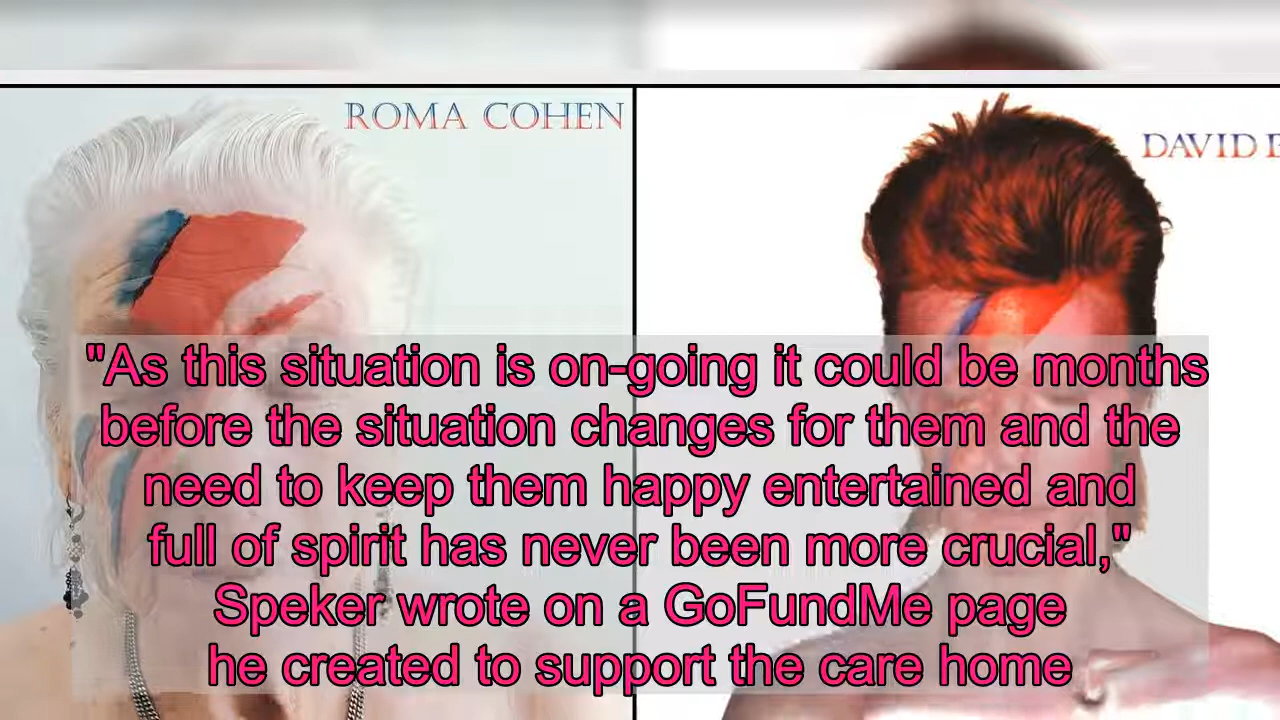 ROMA COHEN
DAVID
"As this situation is on-going it could be months
before the situation changes for them and the
need to keep them happy entertained and
full of spirit has never been more crucial,"
Speker wrote on a GoFundMe page
he created to support the care home